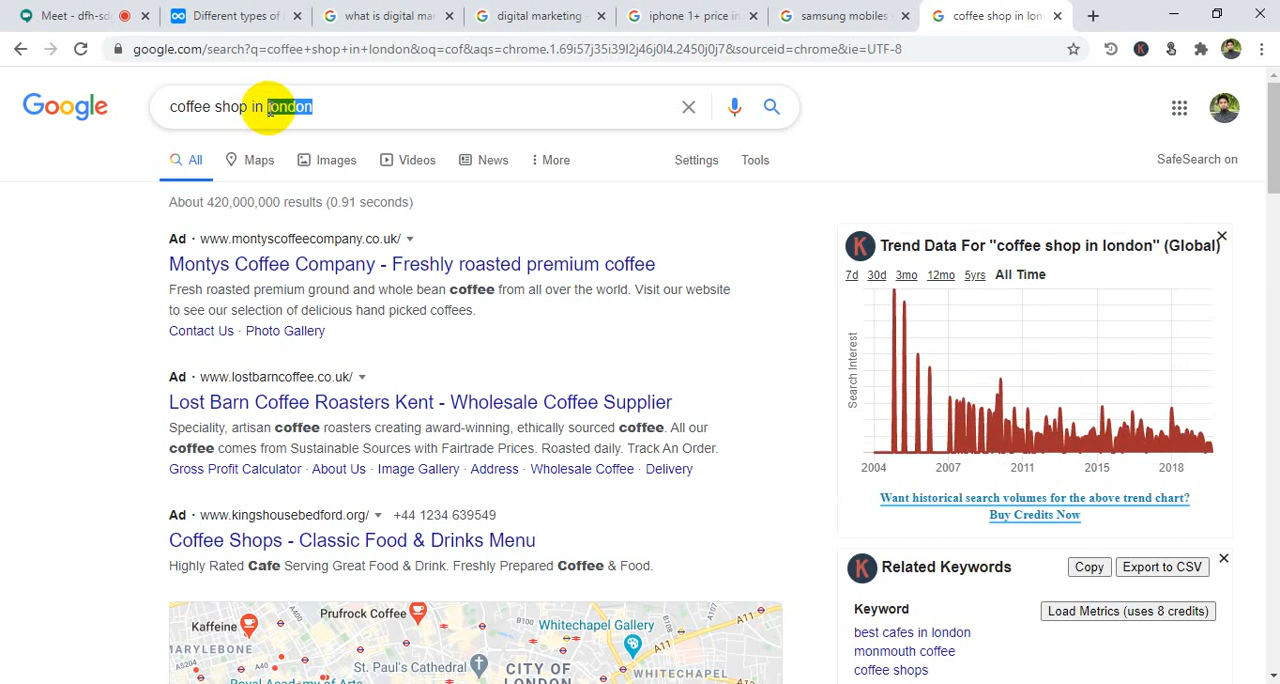 Meet - dfh-sd
Different types of
what is digital mar
digital marketing -
iphone 1+ price in
samsung mobiles
coffee shop in lon
google.com/search?q=coffee+shop+in+london&oq=cof&aqs=chrome.1.69i57j35i39l2j46j0l4.2450j0j7&sourceid=chrome&ie=UTF-8
Google
coffee shop in london
All
Maps
Images
Videos
News
More
Settings
Tools
SafeSearch on
About 420,000,000 results (0.91 seconds)
Ad · www.montyscoffeecompany.co.uk/
Montys Coffee Company - Freshly roasted premium coffee
Fresh roasted premium ground and whole bean coffee from all over the world. Visit our website
to see our selection of delicious hand picked coffees.
Contact Us · Photo Gallery
Ad · www.lostbarncoffee.co.uk/
Lost Barn Coffee Roasters Kent - Wholesale Coffee Supplier
Speciality, artisan coffee roasters creating award-winning, ethically sourced coffee. All our
coffee comes from Sustainable Sources with Fairtrade Prices. Roasted daily. Track An Order.
Gross Profit Calculator · About Us · Image Gallery · Address · Wholesale Coffee · Delivery
Ad · www.kingshousebedford.org/ +44 1234 639549
Coffee Shops - Classic Food & Drinks Menu
Highly Rated Cafe Serving Great Food & Drink. Freshly Prepared Coffee & Food.
Kaffeine
Prufrock Coffee
Whitechapel Gallery
MARYLEBONE
St. Paul's Cathedral
CITY OF
LONDON
WHITECHAPEL
Royal Academy of Arts
K
Trend Data For "coffee shop in london" (Global)
7d 30d 3mo 12mo 5yrs All Time
Search Interest
2004 2007 2011 2015 2018
Want historical search volumes for the above trend chart?
Buy Credits Now
K
Related Keywords
Copy
Export to CSV
Keyword
Load Metrics (uses 8 credits)
best cafes in london
monmouth coffee
coffee shops